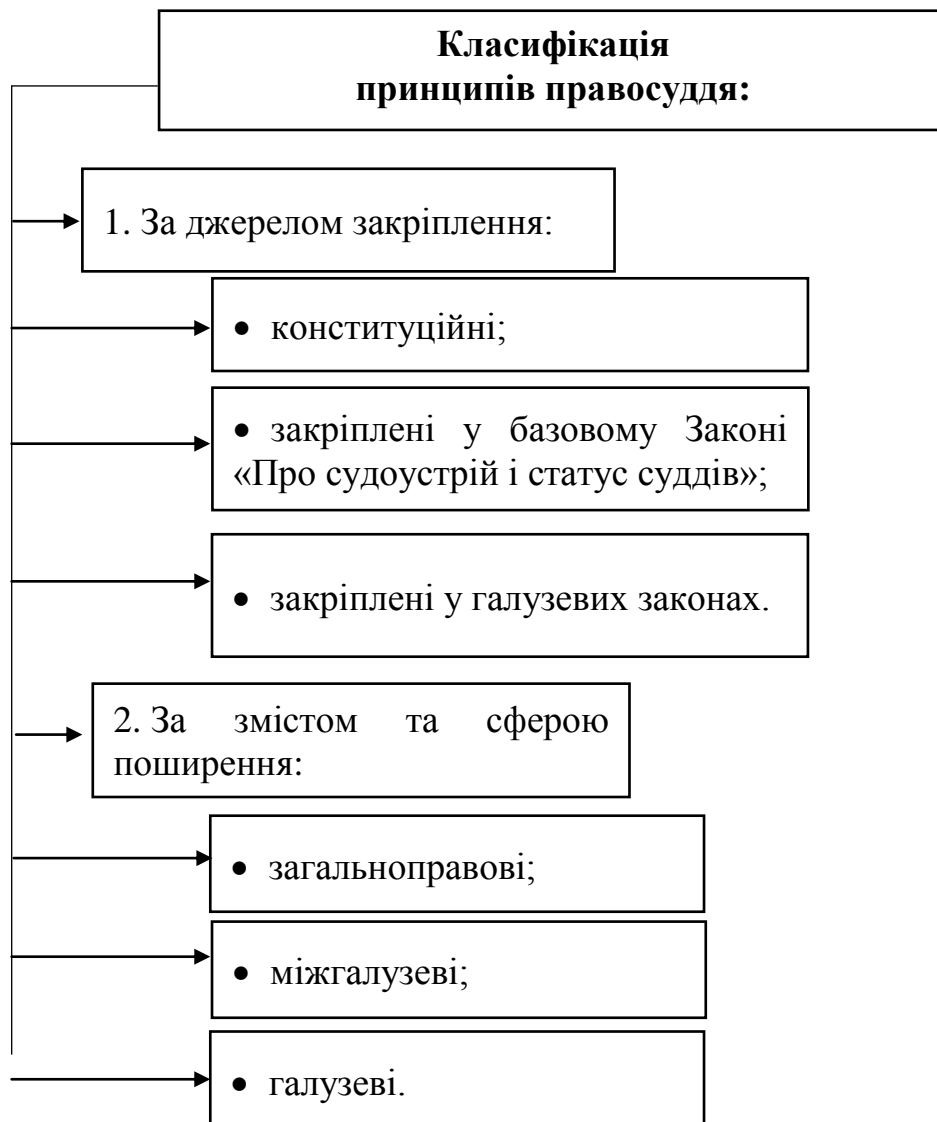 Класифікація
принципів правосуддя:
1. За джерелом закріплення:
• конституційні;
• закріплені у базовому Законі
«Про судоустрій і статус суддів»;
• закріплені у галузевих законах.
2. За змістом та сферою
поширення:
• загальноправові;
• міжгалузеві;
• галузеві.